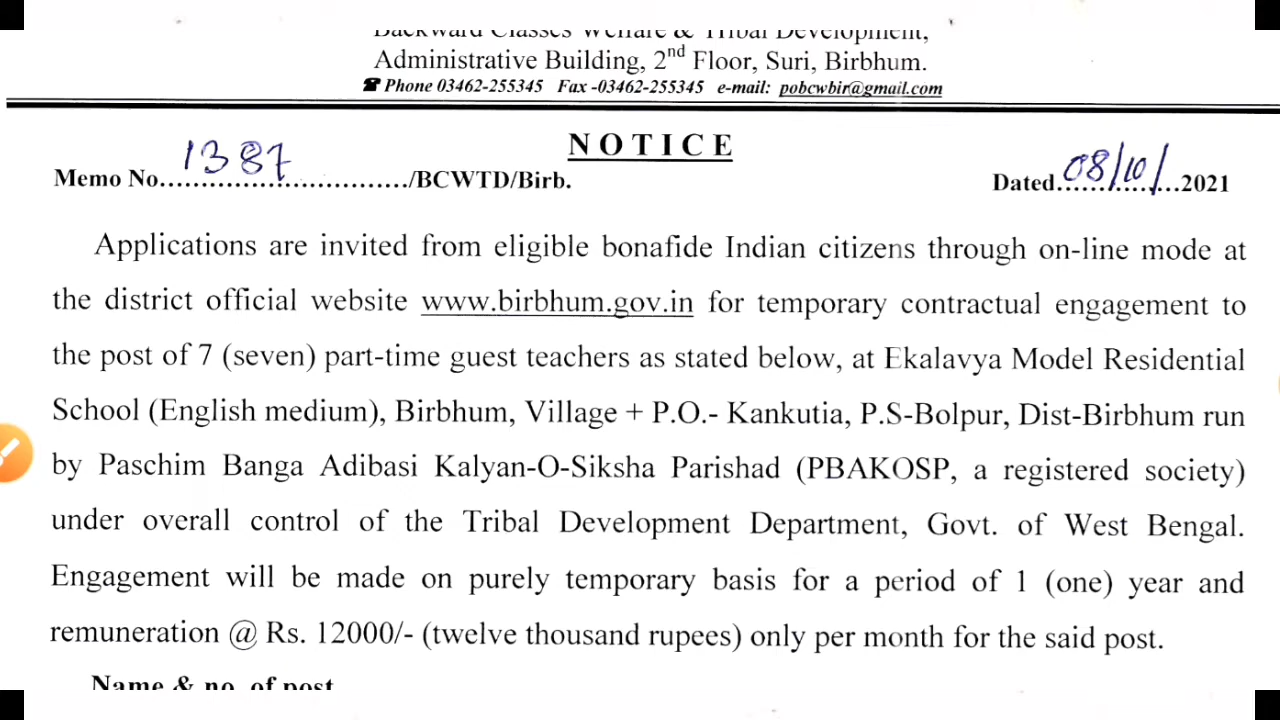 Backward Classes Welfare & Tribal Development,
Administrative Building, 2nd Floor, Suri, Birbhum.
☎ Phone 03462-255345 Fax -03462-255345 e-mail: pobcwbir@gmail.com
NOTICE
Memo No. 1387 /BCWTD/Birb.
Dated 08/10/ 2021
Applications are invited from eligible bonafide Indian citizens through on-line mode at
the district official website www.birbhum.gov.in for temporary contractual engagement to
the post of 7 (seven) part-time guest teachers as stated below, at Ekalavya Model Residential
School (English medium), Birbhum, Village + P.O.- Kankutia, P.S-Bolpur, Dist-Birbhum run
by Paschim Banga Adibasi Kalyan-O-Siksha Parishad (PBAKOSP, a registered society)
under overall control of the Tribal Development Department, Govt. of West Bengal.
Engagement will be made on purely temporary basis for a period of 1 (one) year and
remuneration @ Rs. 12000/- (twelve thousand rupees) only per month for the said post.
Name & no. of post